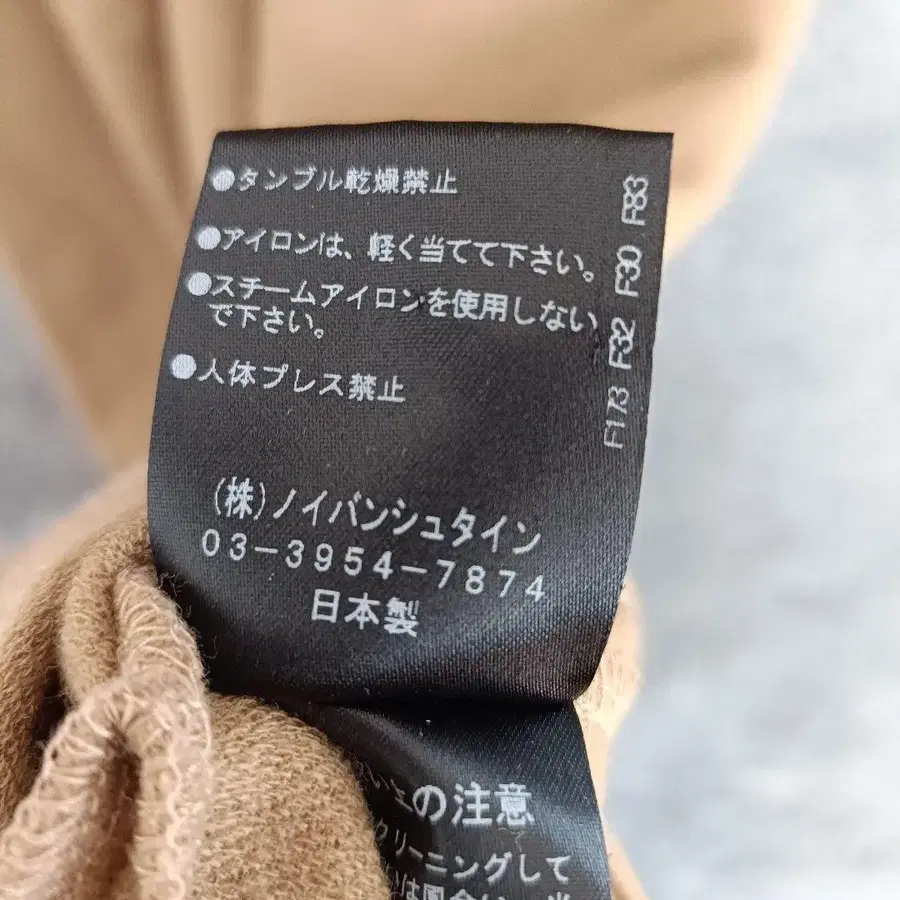 ●タンブル乾燥禁止
●アイロンは、軽く当てて下さい。
●スチームアイロンを使用しない
で下さい。
●人体プレス禁止
F173 F32 F30 F83
(株)ノイバンシュタイン
03-3954-7874
日本製
の注意
クリーニングして